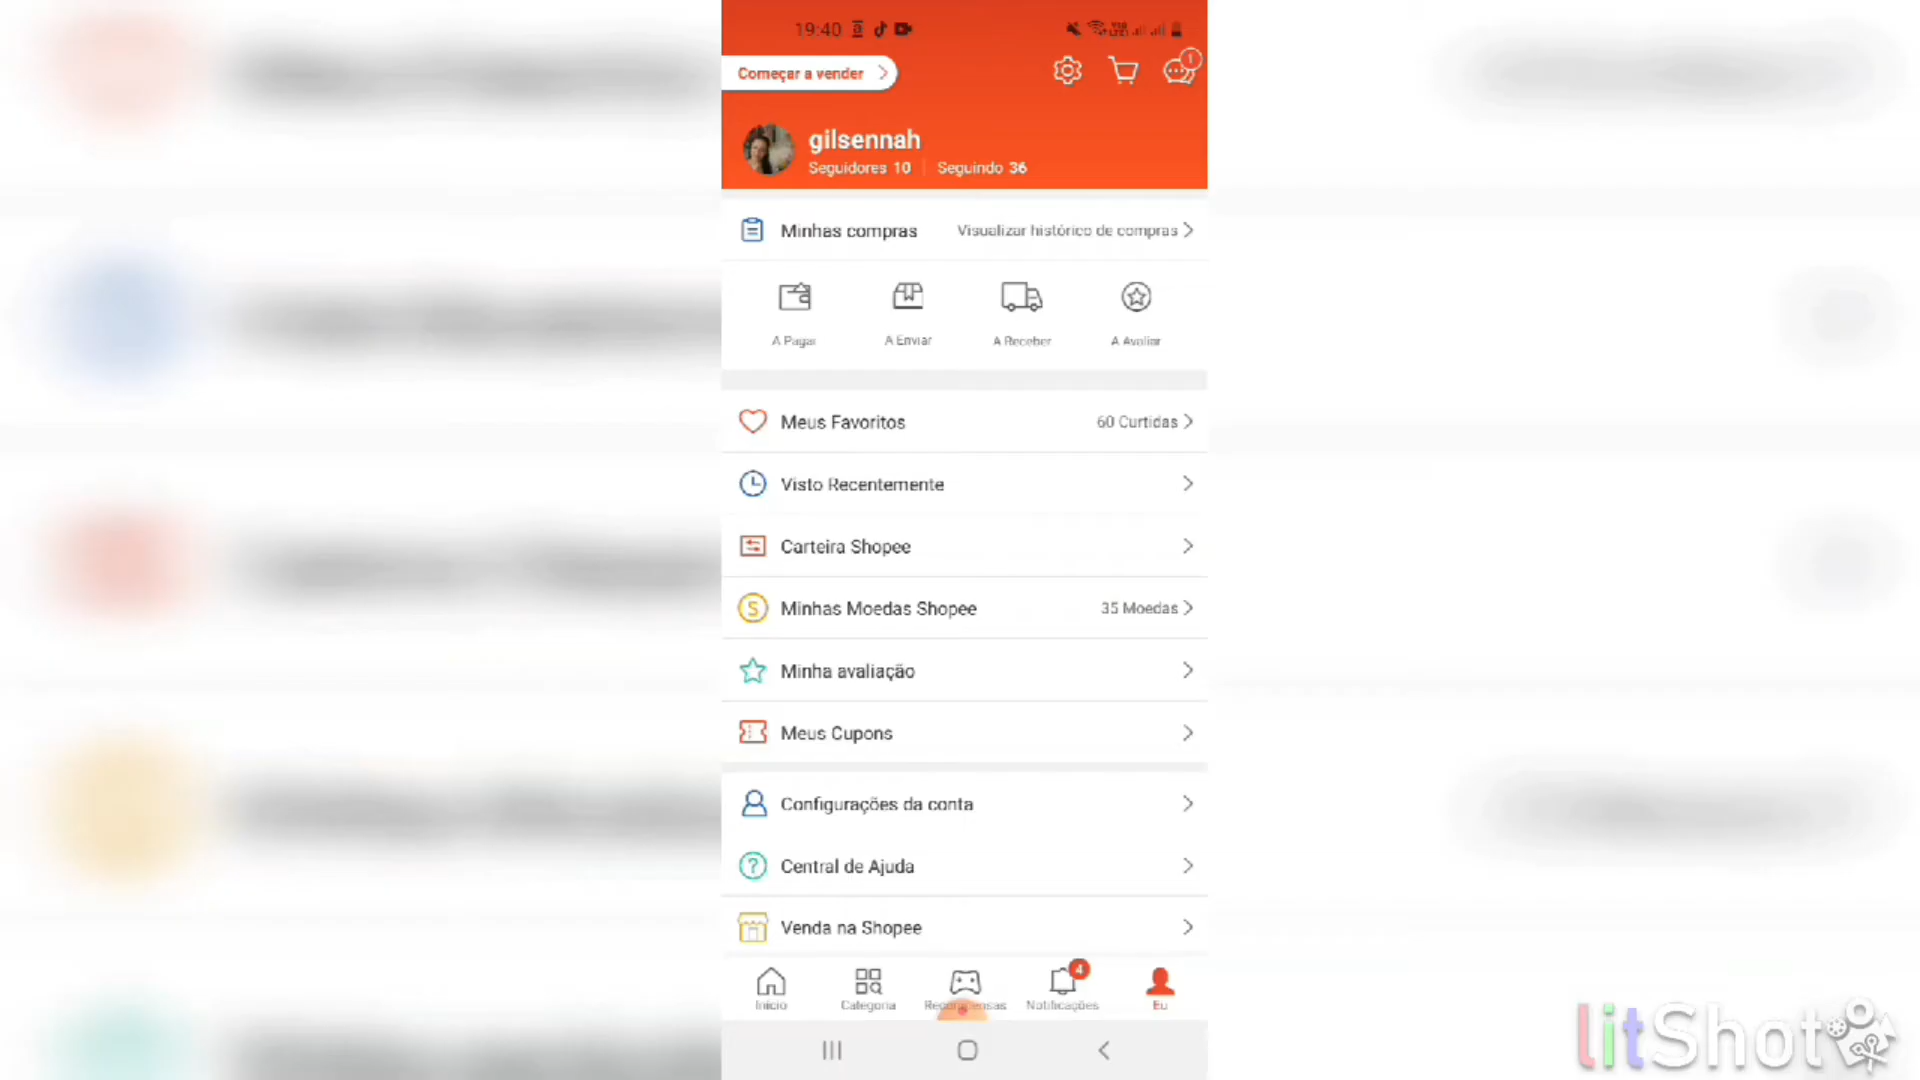 19:40
Começar a vender
1
gilsennah
Seguidores 10 Seguindo 36
Minhas compras Visualizar histórico de compras
A Pagar A Enviar A Receber A Avaliar
Meus Favoritos 60 Curtidas
Visto Recentemente
Carteira Shopee
Minhas Moedas Shopee 35 Moedas
Minha avaliação
Meus Cupons
Configurações da conta
Central de Ajuda
Venda na Shopee
4
Início Categoria Recompensas Notificações Eu
litShot